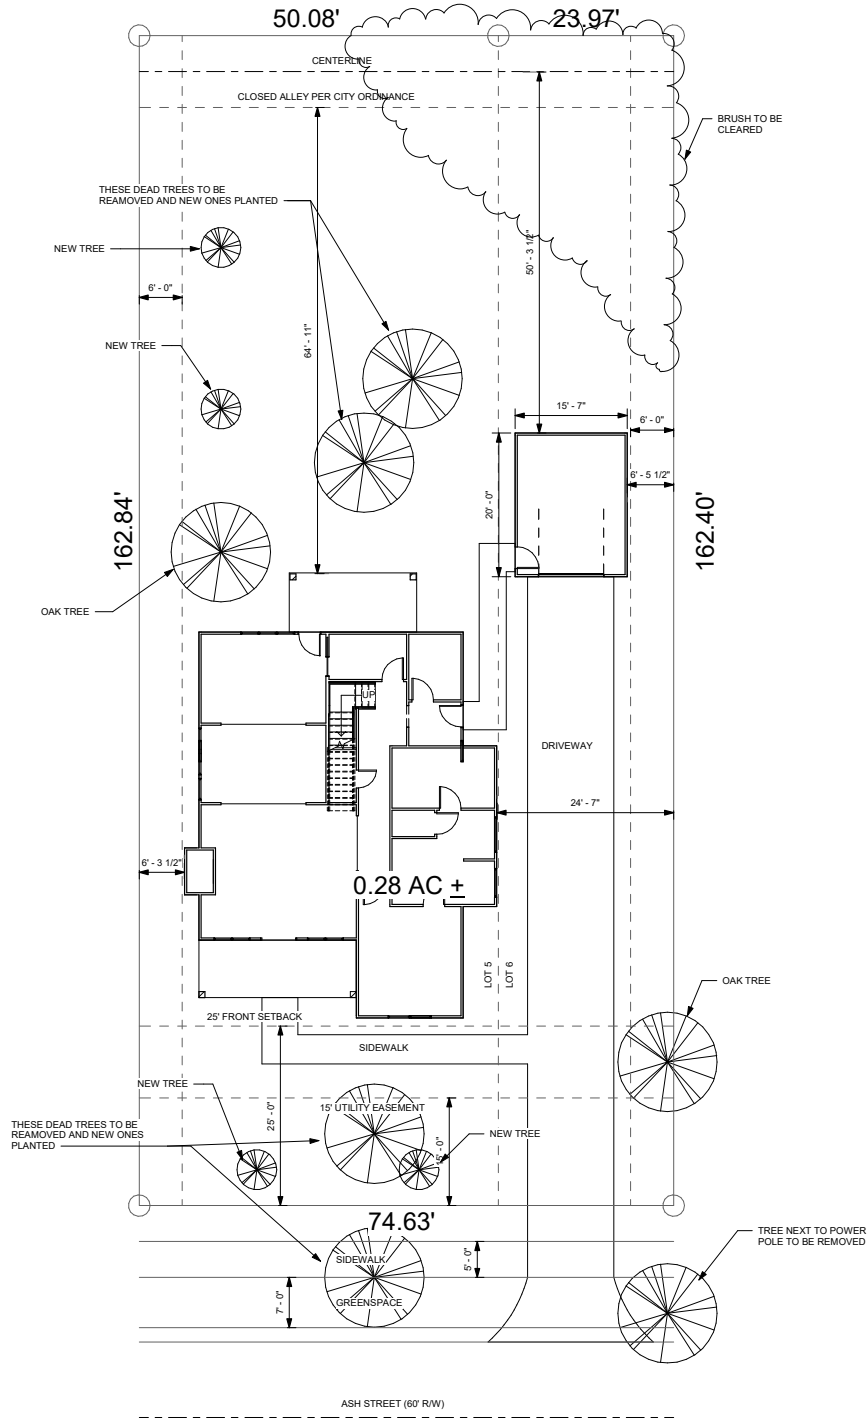 50.08'
23.97'
CENTERLINE
CLOSED ALLEY PER CITY ORDINANCE
BRUSH TO BE
CLEARED
THESE DEAD TREES TO BE
REAMOVED AND NEW ONES PLANTED
NEW TREE
50' - 3 1/2"
6' - 0"
64' - 11"
NEW TREE
15' - 7"
6' - 0"
6' - 5 1/2"
20' - 0"
162.84'
162.40'
OAK TREE
UP
DRIVEWAY
24' - 7"
6' - 3 1/2"
0.28 AC ±
LOT 5
LOT 6
OAK TREE
25' FRONT SETBACK
SIDEWALK
NEW TREE
15' UTILITY EASEMENT
25' - 0"
15' - 0"
THESE DEAD TREES TO BE
REAMOVED AND NEW ONES
PLANTED
NEW TREE
74.63'
TREE NEXT TO POWER
POLE TO BE REMOVED
SIDEWALK
5' - 0"
7' - 0"
GREENSPACE
ASH STREET (60' R/W)